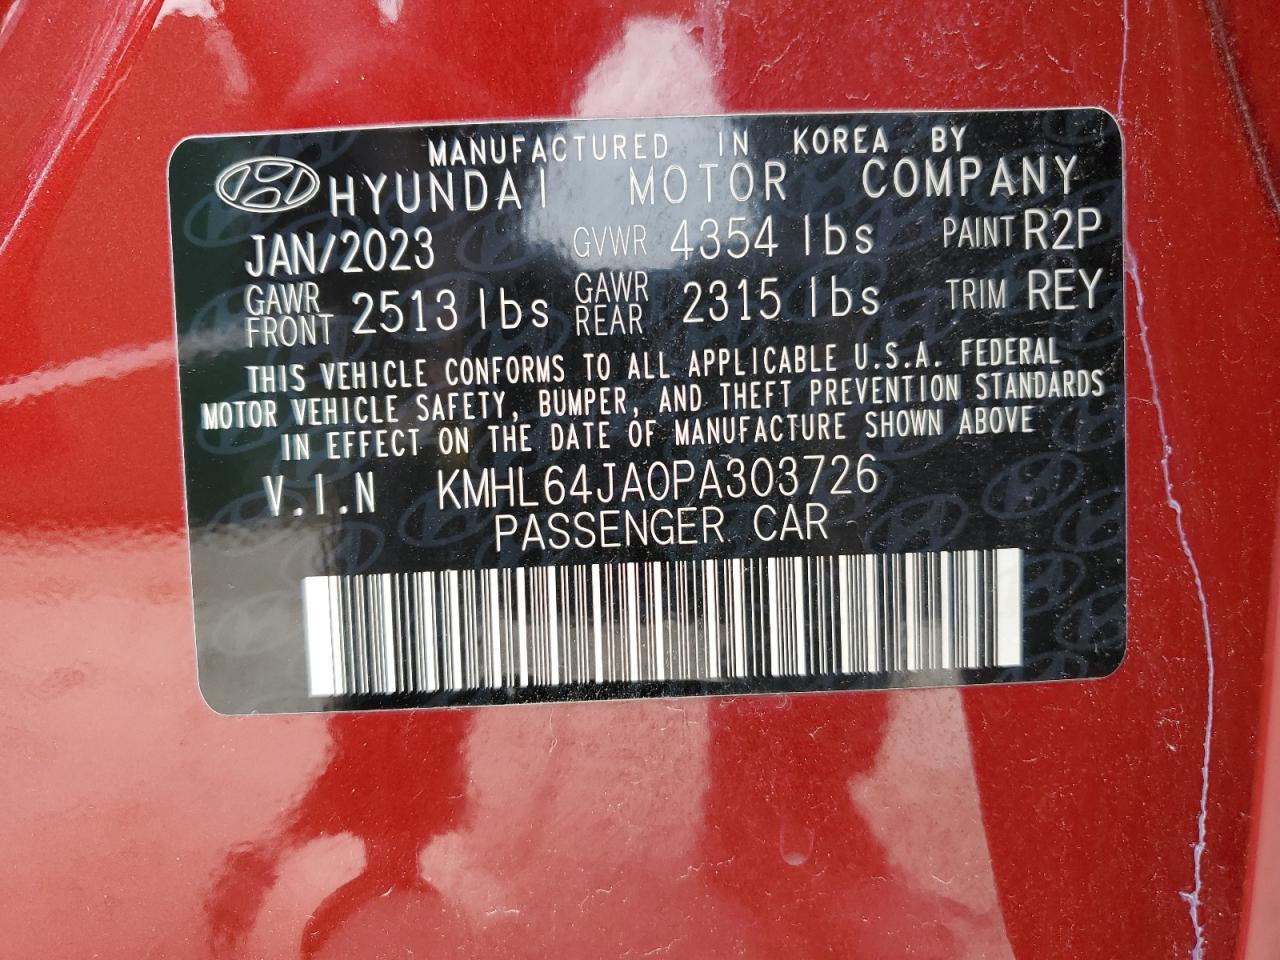 MANUFACTURED IN KOREA BY
HYUNDAI MOTOR COMPANY
JAN/2023 GVWR 4354 lbs PAINT R2P
GAWR FRONT 2513 lbs GAWR REAR 2315 lbs TRIM REY
THIS VEHICLE CONFORMS TO ALL APPLICABLE U.S.A. FEDERAL
MOTOR VEHICLE SAFETY, BUMPER, AND THEFT PREVENTION STANDARDS
IN EFFECT ON THE DATE OF MANUFACTURE SHOWN ABOVE
V.I.N KMHL64JA0PA303726
PASSENGER CAR